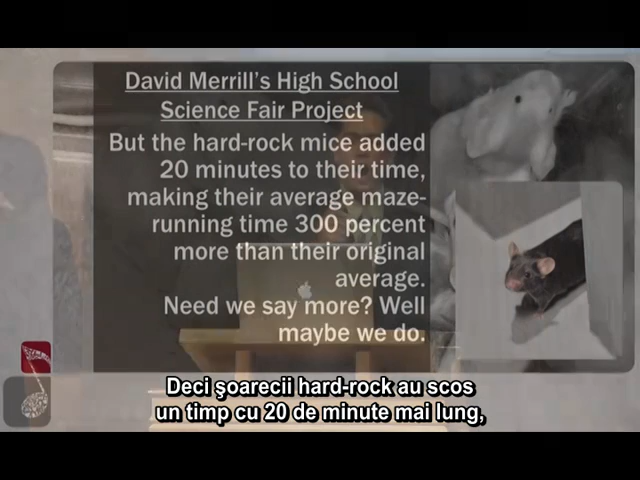 David Merrill's High School
Science Fair Project
But the hard-rock mice added
20 minutes to their time,
making their average maze-
running time 300 percent
more than their original
average.
Need we say more? Well
maybe we do.
Deci şoarecii hard-rock au scos
un timp cu 20 de minute mai lung,